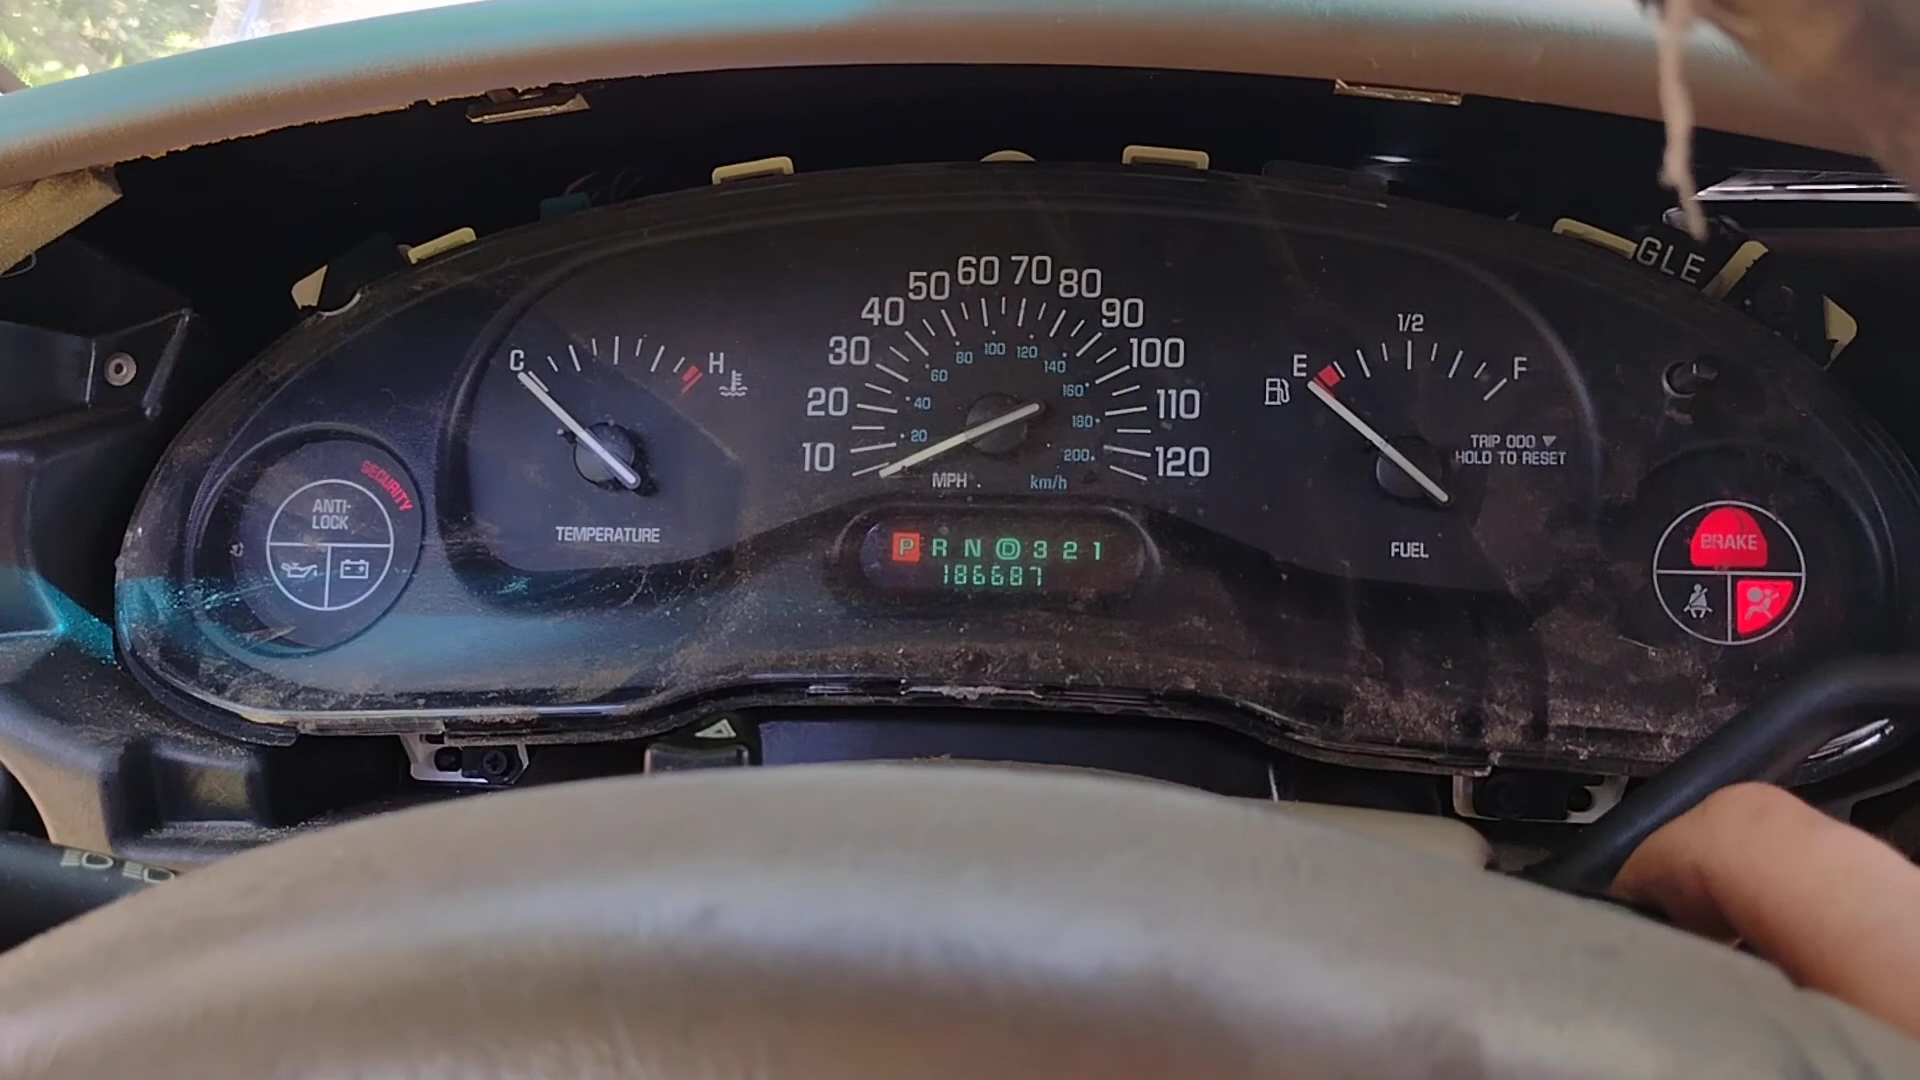 GLE
C
H
TEMPERATURE
SECURITY
ANTI-
LOCK
10
20
30
40
50
60
70
80
90
100
110
120
20
40
60
80
100
120
140
160
180
200
MPH
km/h
P R N D 3 2 1
186687
E
1/2
F
TRIP ODO
HOLD TO RESET
FUEL
BRAKE